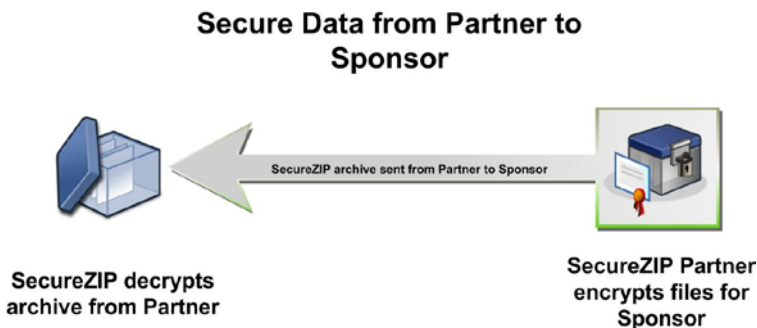 Secure Data from Partner to
Sponsor
SecureZIP archive sent from Partner to Sponsor
SecureZIP decrypts
archive from Partner
SecureZIP Partner
encrypts files for
Sponsor